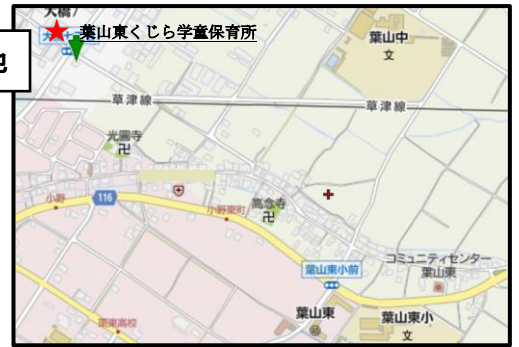 大橋7
葉山東くじら学童保育所
地
葉山中
文
草津線
草津線
光圓寺
小野
116
小野東町
高念寺
葉山東小前
コミュニティセンター
葉山東
栗東高校
葉山東
葉山東小
文